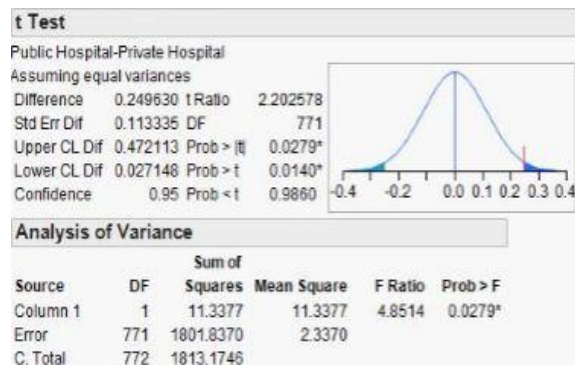 t Test
Public Hospital-Private Hospital
Assuming equal variances
Difference 0.249630 t Ratio 2.202578
Std Err Dif 0.113335 DF 771
Upper CL Dif 0.472113 Prob > |t| 0.0279*
Lower CL Dif 0.027148 Prob > t 0.0140*
Confidence 0.95 Prob < t 0.9860
-0.4 -0.2 0.0 0.1 0.2 0.3 0.4
Analysis of Variance
Sum of
Source DF Squares Mean Square F Ratio Prob > F
Column 1 1 11.3377 11.3377 4.8514 0.0279*
Error 771 1801.8370 2.3370
C. Total 772 1813.1746